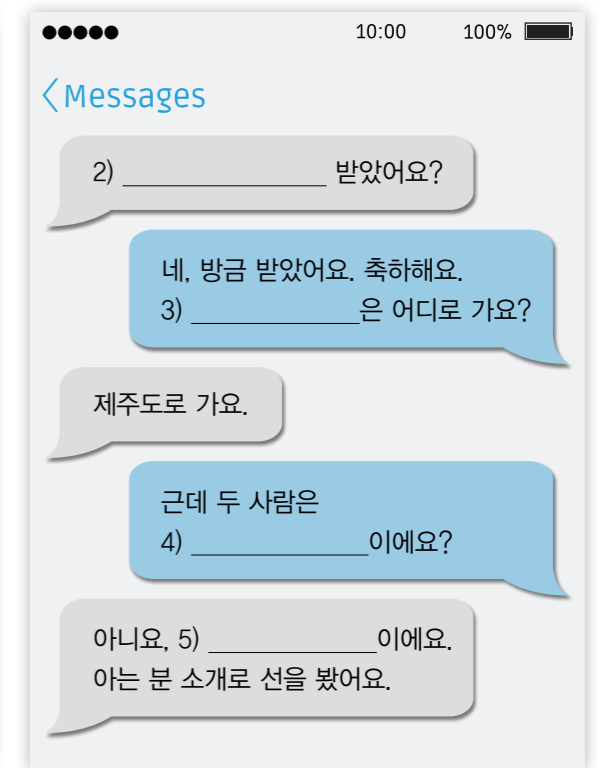 10:00 100%
Messages
2) _______________ 받았어요?
네, 방금 받았어요. 축하해요.
3) _____________은 어디로 가요?
제주도로 가요.
근데 두 사람은
4) _____________이에요?
아니요, 5) _____________이에요.
아는 분 소개로 선을 봤어요.